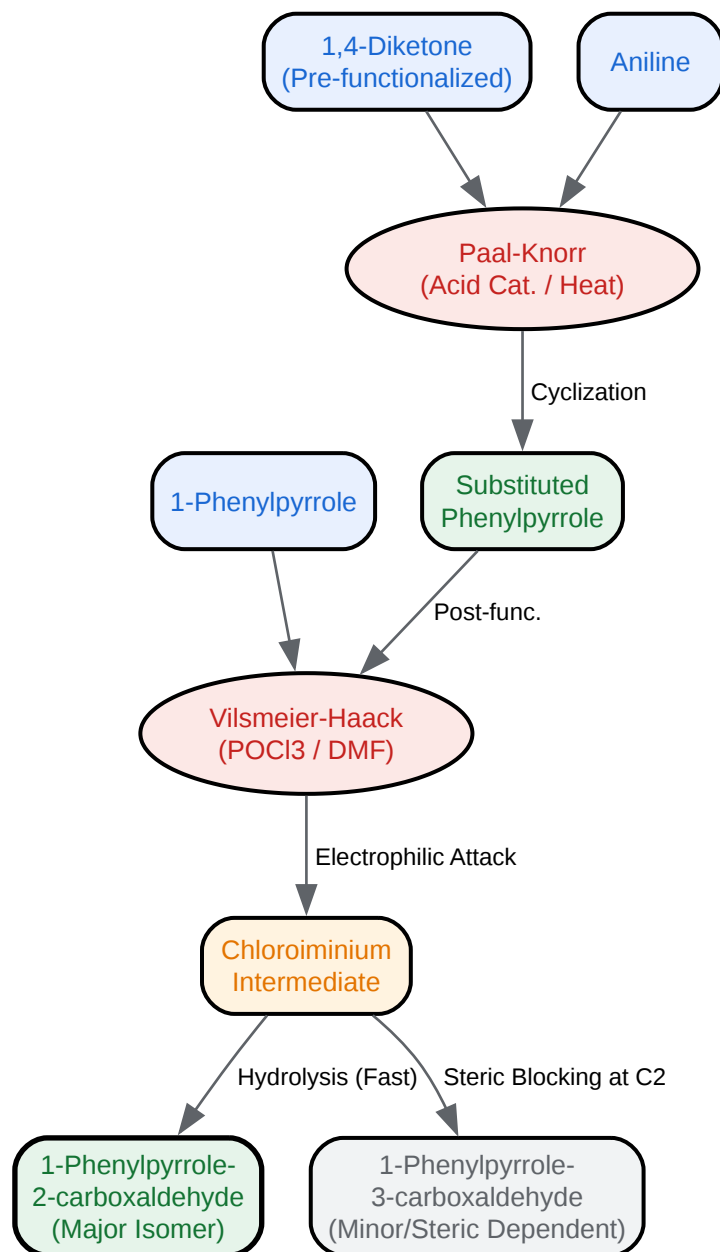 1,4-Diketone
(Pre-functionalized)
Aniline
Paal-Knorr
(Acid Cat. / Heat)
Cyclization
1-Phenylpyrrole
Substituted
Phenylpyrrole
Post-func.
Vilsmeier-Haack
(POCl3 / DMF)
Electrophilic Attack
Chloroiminium
Intermediate
Hydrolysis (Fast)
Steric Blocking at C2
1-Phenylpyrrole-
2-carboxaldehyde
(Major Isomer)
1-Phenylpyrrole-
3-carboxaldehyde
(Minor/Steric Dependent)